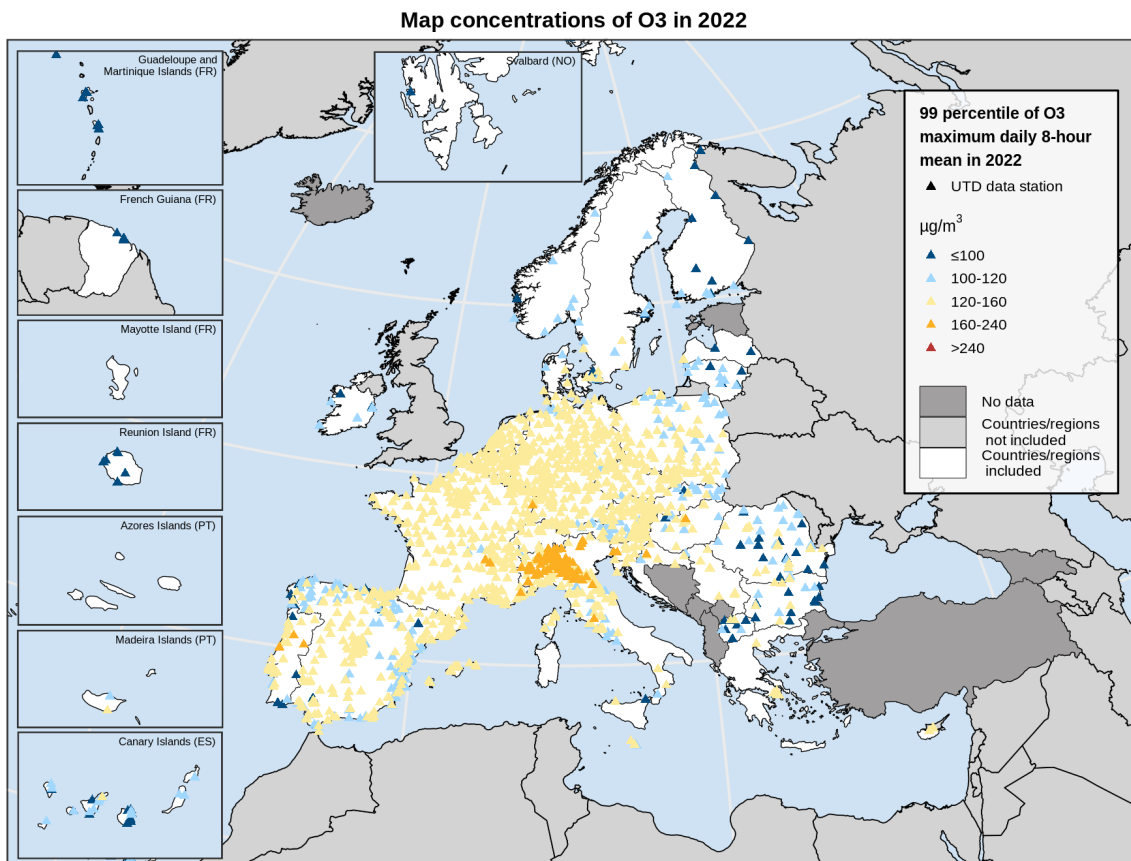 Map concentrations of O3 in 2022
Guadeloupe and
Martinique Islands (FR)
Svalbard (NO)
French Guiana (FR)
Mayotte Island (FR)
Reunion Island (FR)
Azores Islands (PT)
Madeira Islands (PT)
Canary Islands (ES)
99 percentile of O3
maximum daily 8-hour
mean in 2022
UTD data station
µg/m³
≤100
100-120
120-160
160-240
>240
No data
Countries/regions
not included
Countries/regions
included